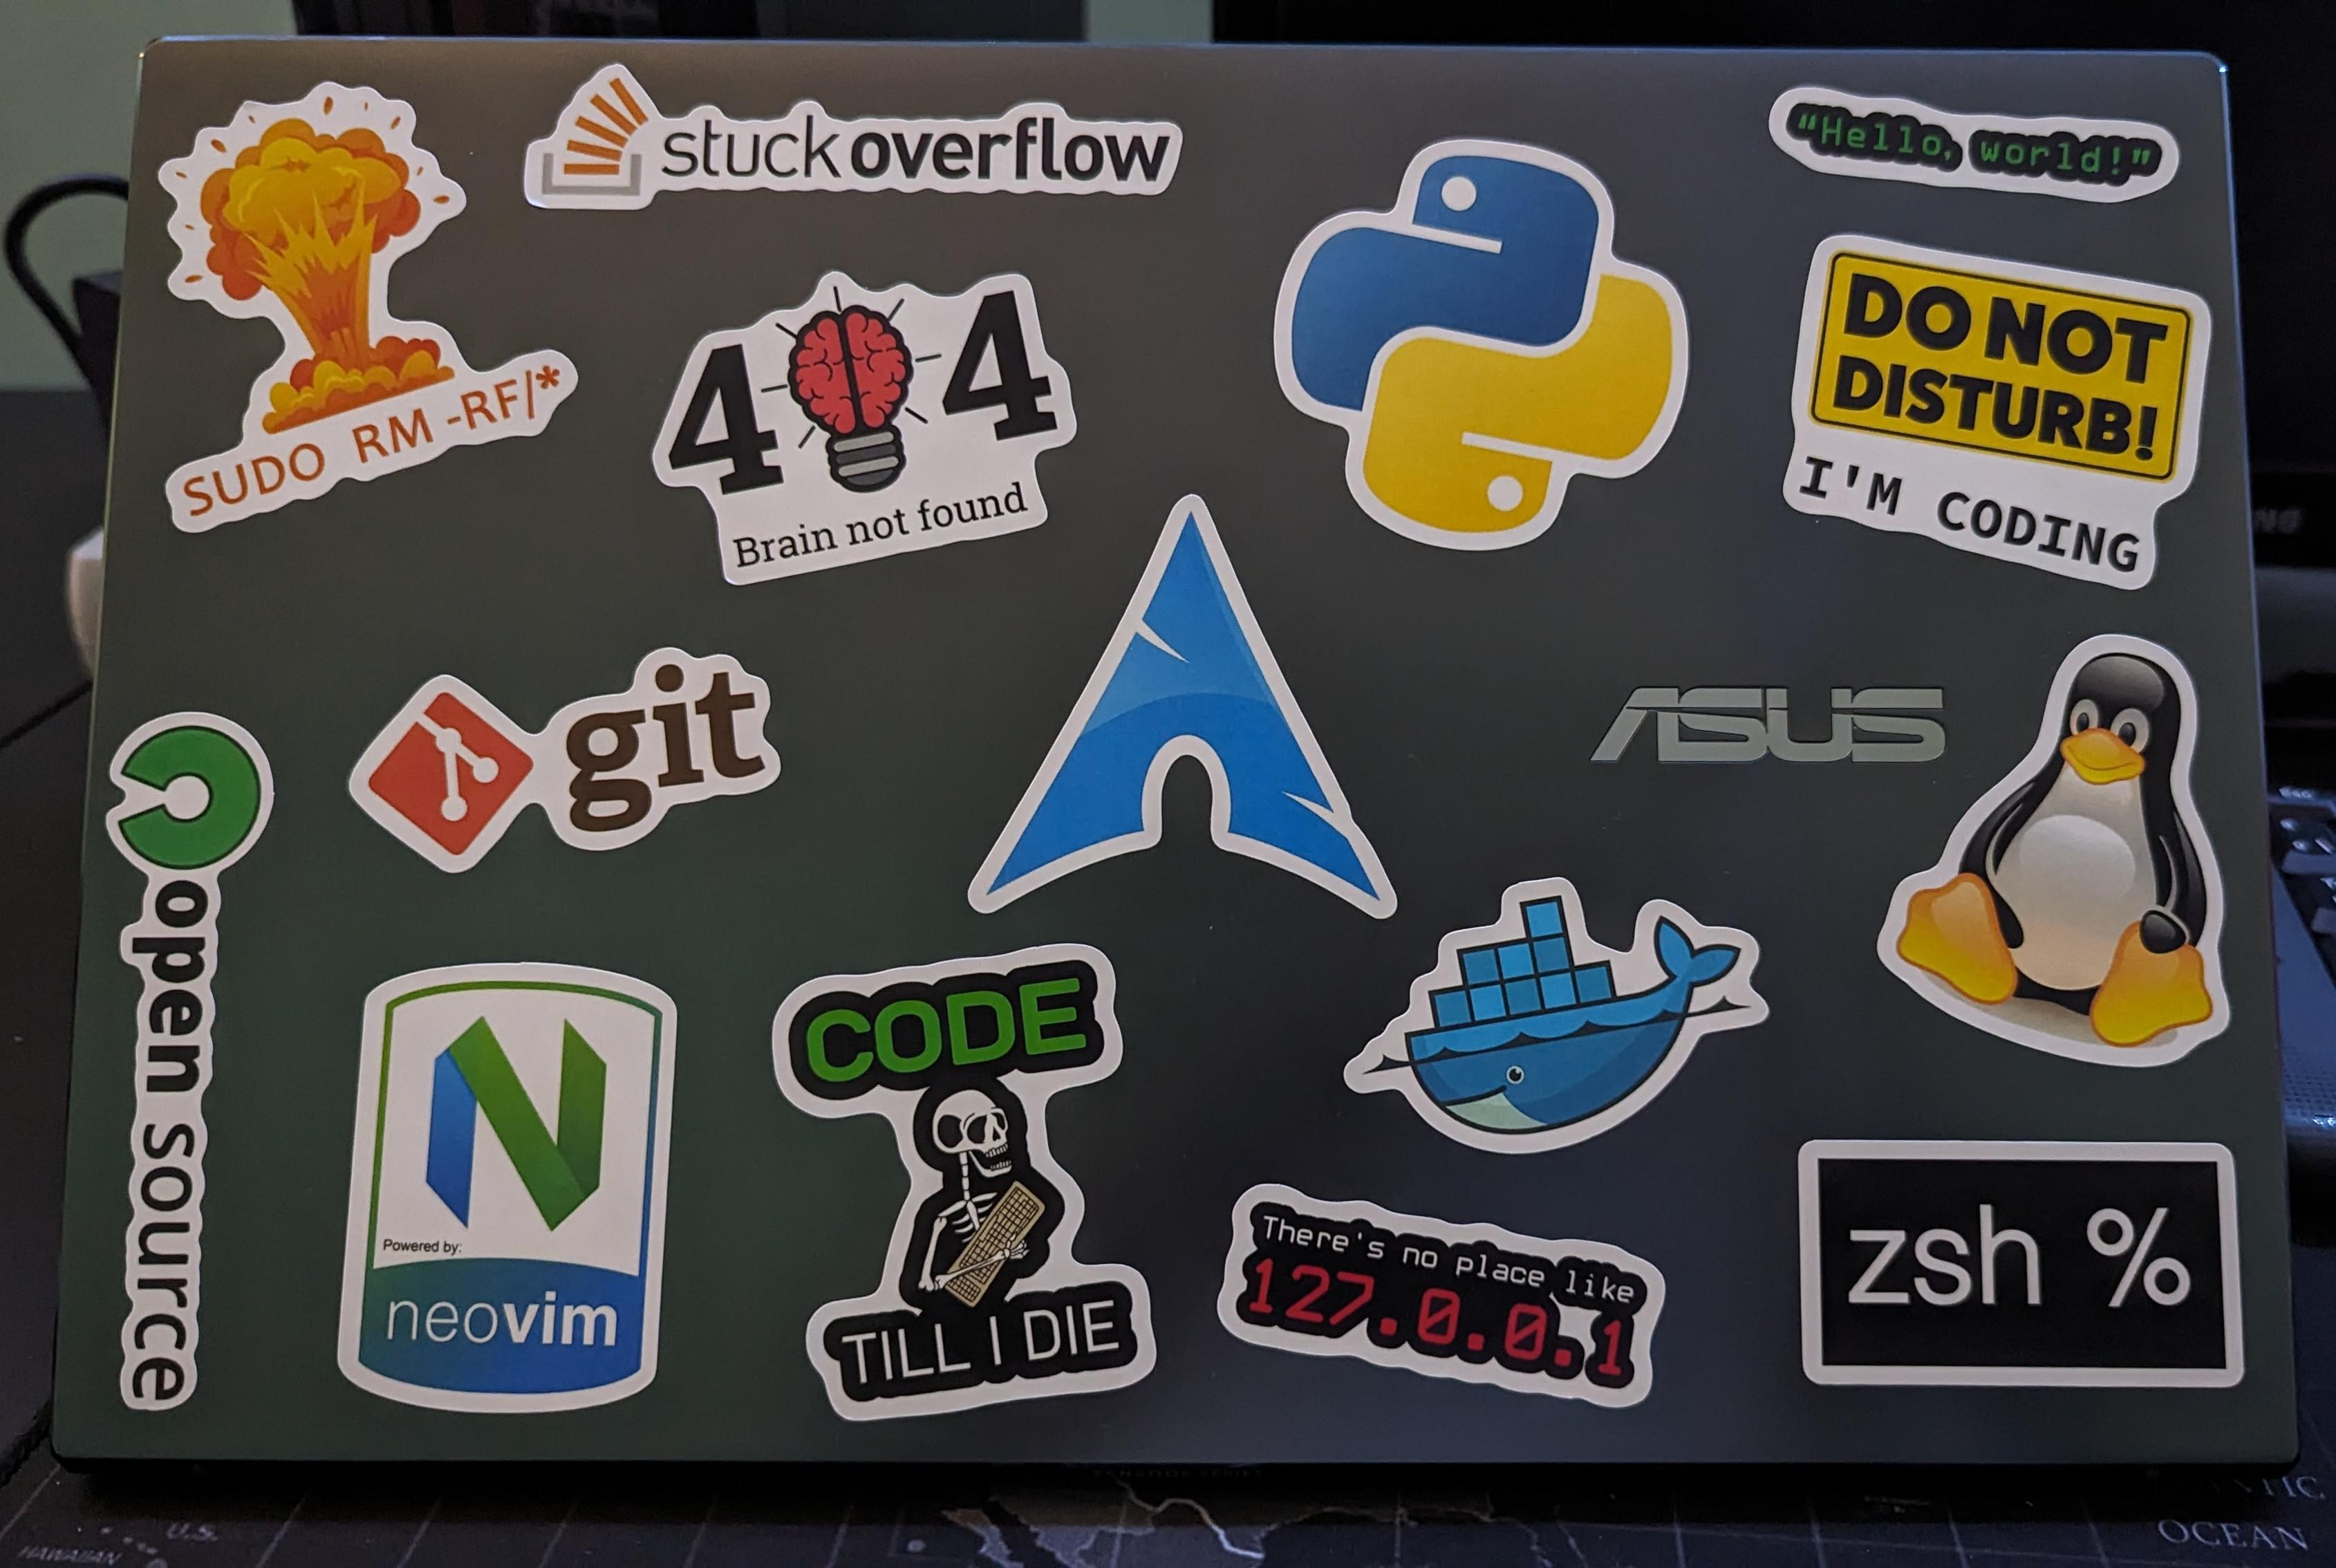 stuckoverflow
"Hello, world!"
SUDO RM -RF/*
4 4
Brain not found
DO NOT
DISTURB!
I'M CODING
git
ASUS
open source
Powered by:
neovim
CODE
TILL I DIE
There's no place like
127.0.0.1
zsh %
U.S.
HAWAIIAN
OCEAN